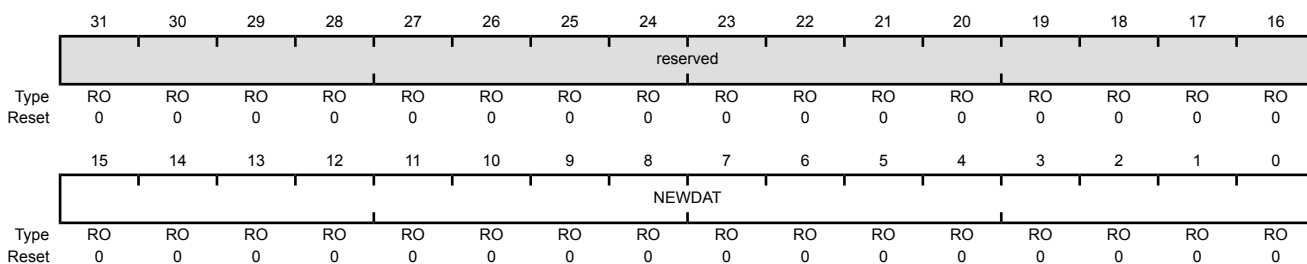 31 30 29 28 27 26 25 24 23 22 21 20 19 18 17 16
reserved
Type RO RO RO RO RO RO RO RO RO RO RO RO RO RO RO RO
Reset 0 0 0 0 0 0 0 0 0 0 0 0 0 0 0 0
15 14 13 12 11 10 9 8 7 6 5 4 3 2 1 0
NEWDAT
Type RO RO RO RO RO RO RO RO RO RO RO RO RO RO RO RO
Reset 0 0 0 0 0 0 0 0 0 0 0 0 0 0 0 0